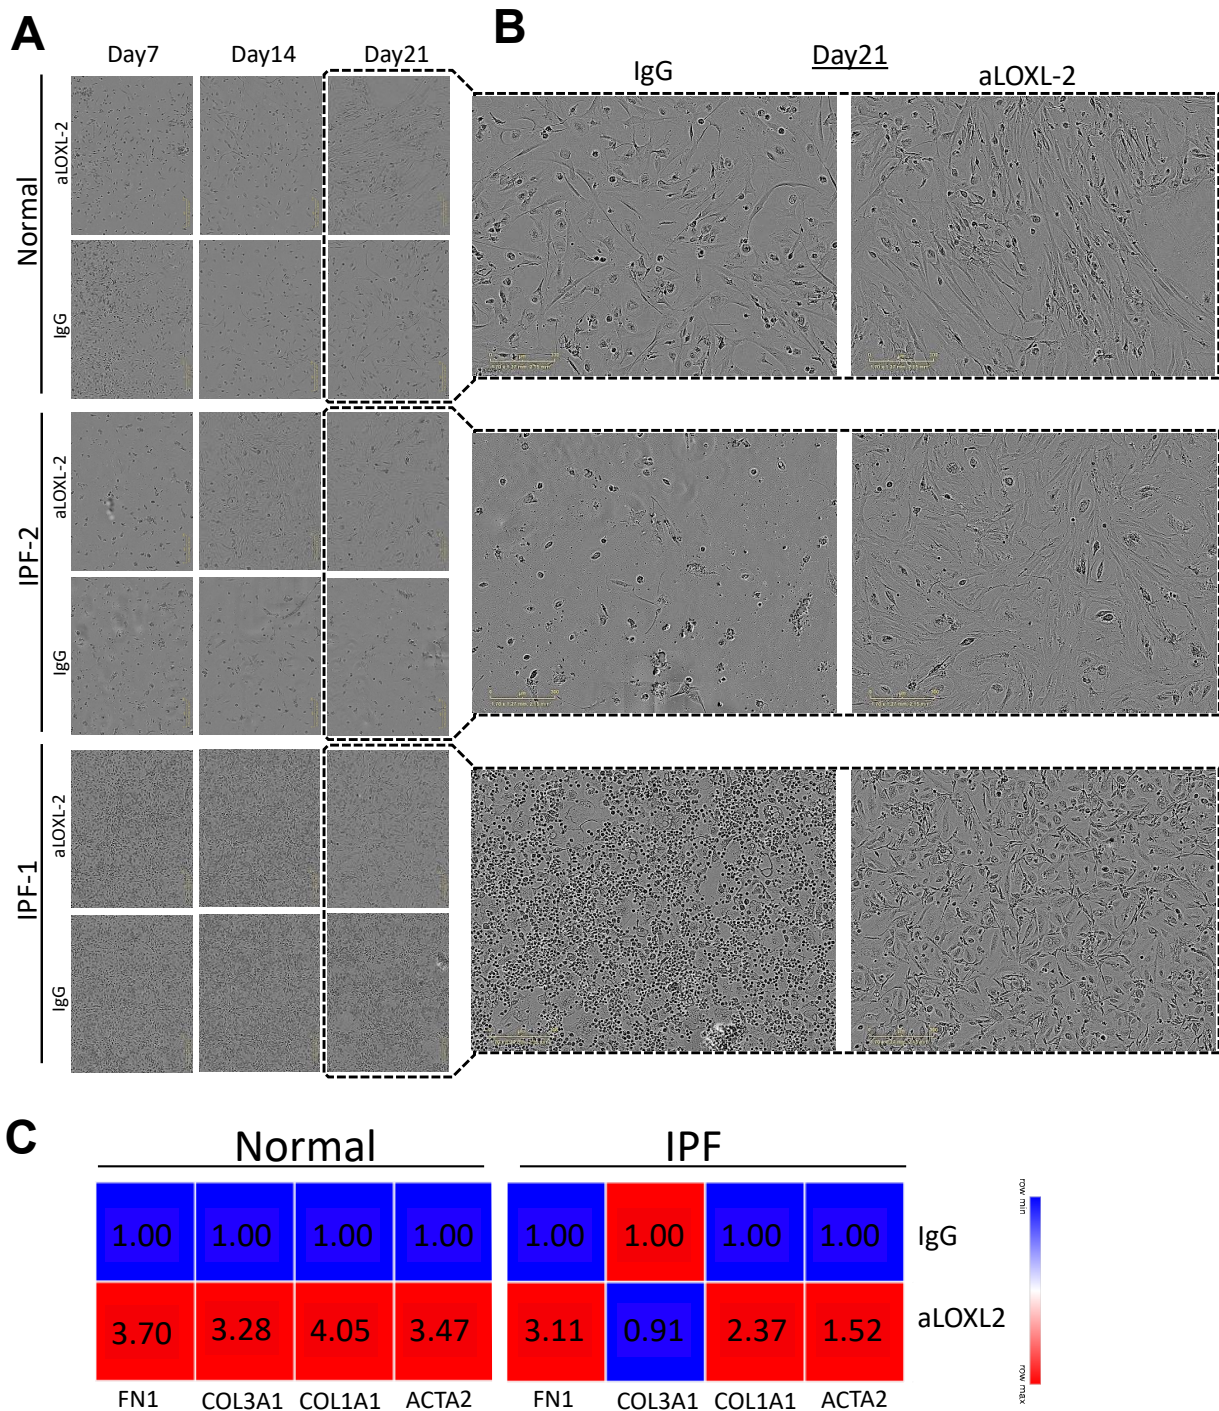 A
Day7 Day14 Day21
B
Day21
IgG aLOXL-2
Normal
aLOXL-2
IgG
IPF-2
aLOXL-2
IgG
IPF-1
aLOXL-2
IgG
C
Normal IPF
1.00 1.00 1.00 1.00 1.00 1.00 1.00 1.00 IgG
3.70 3.28 4.05 3.47 3.11 0.91 2.37 1.52 aLOXL2
FN1 COL3A1 COL1A1 ACTA2 FN1 COL3A1 COL1A1 ACTA2
row min
row max